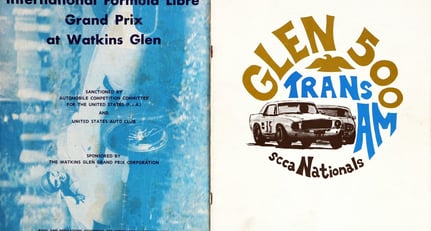 International Formula Libre
Grand Prix
at Watkins Glen
SANCTIONED BY
AUTOMOBILE COMPETITION COMMITTEE
FOR THE UNITED STATES (F.I.A.)
AND
UNITED STATES AUTO CLUB
SPONSORED BY
THE WATKINS GLEN GRAND PRIX CORPORATION
GLEN 500
TRANS
AM
scca Nationals